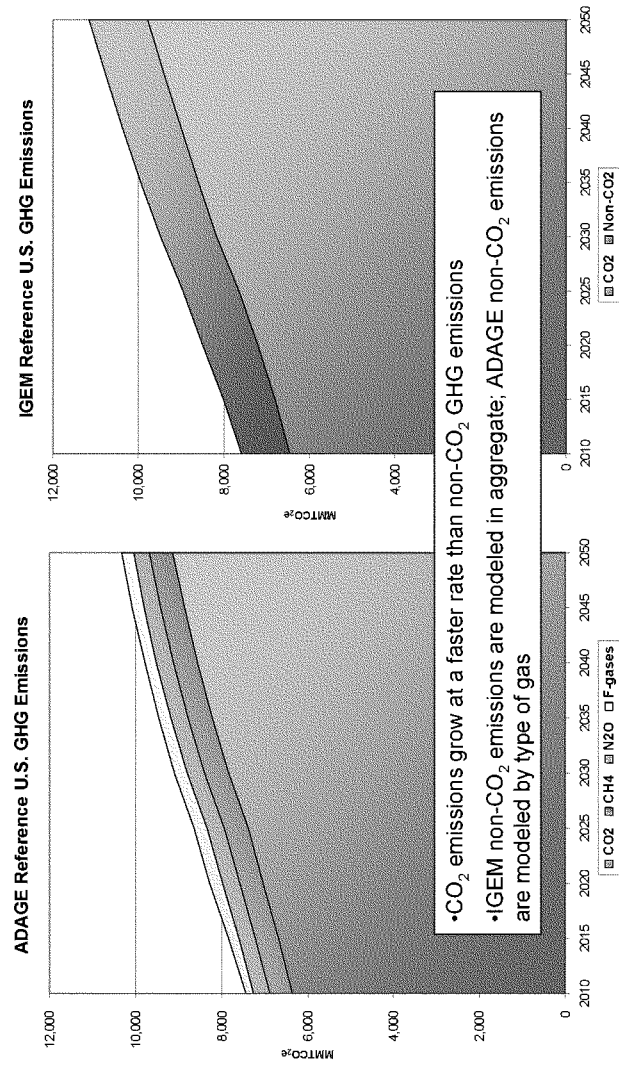 ADAGE Reference U.S. GHG Emissions
12,000
10,000
8,000
6,000
4,000
2,000
0
MMTCO₂e
2010 2015 2020 2025 2030 2035 2040 2045 2050
CO2 CH4 N2O F-gases
IGEM Reference U.S. GHG Emissions
12,000
10,000
8,000
6,000
4,000
2,000
0
MMTCO₂e
2010 2015 2020 2025 2030 2035 2040 2045 2050
CO2 Non-CO2
•CO₂ emissions grow at a faster rate than non-CO₂ GHG emissions
•IGEM non-CO₂ emissions are modeled in aggregate; ADAGE non-CO₂ emissions
are modeled by type of gas